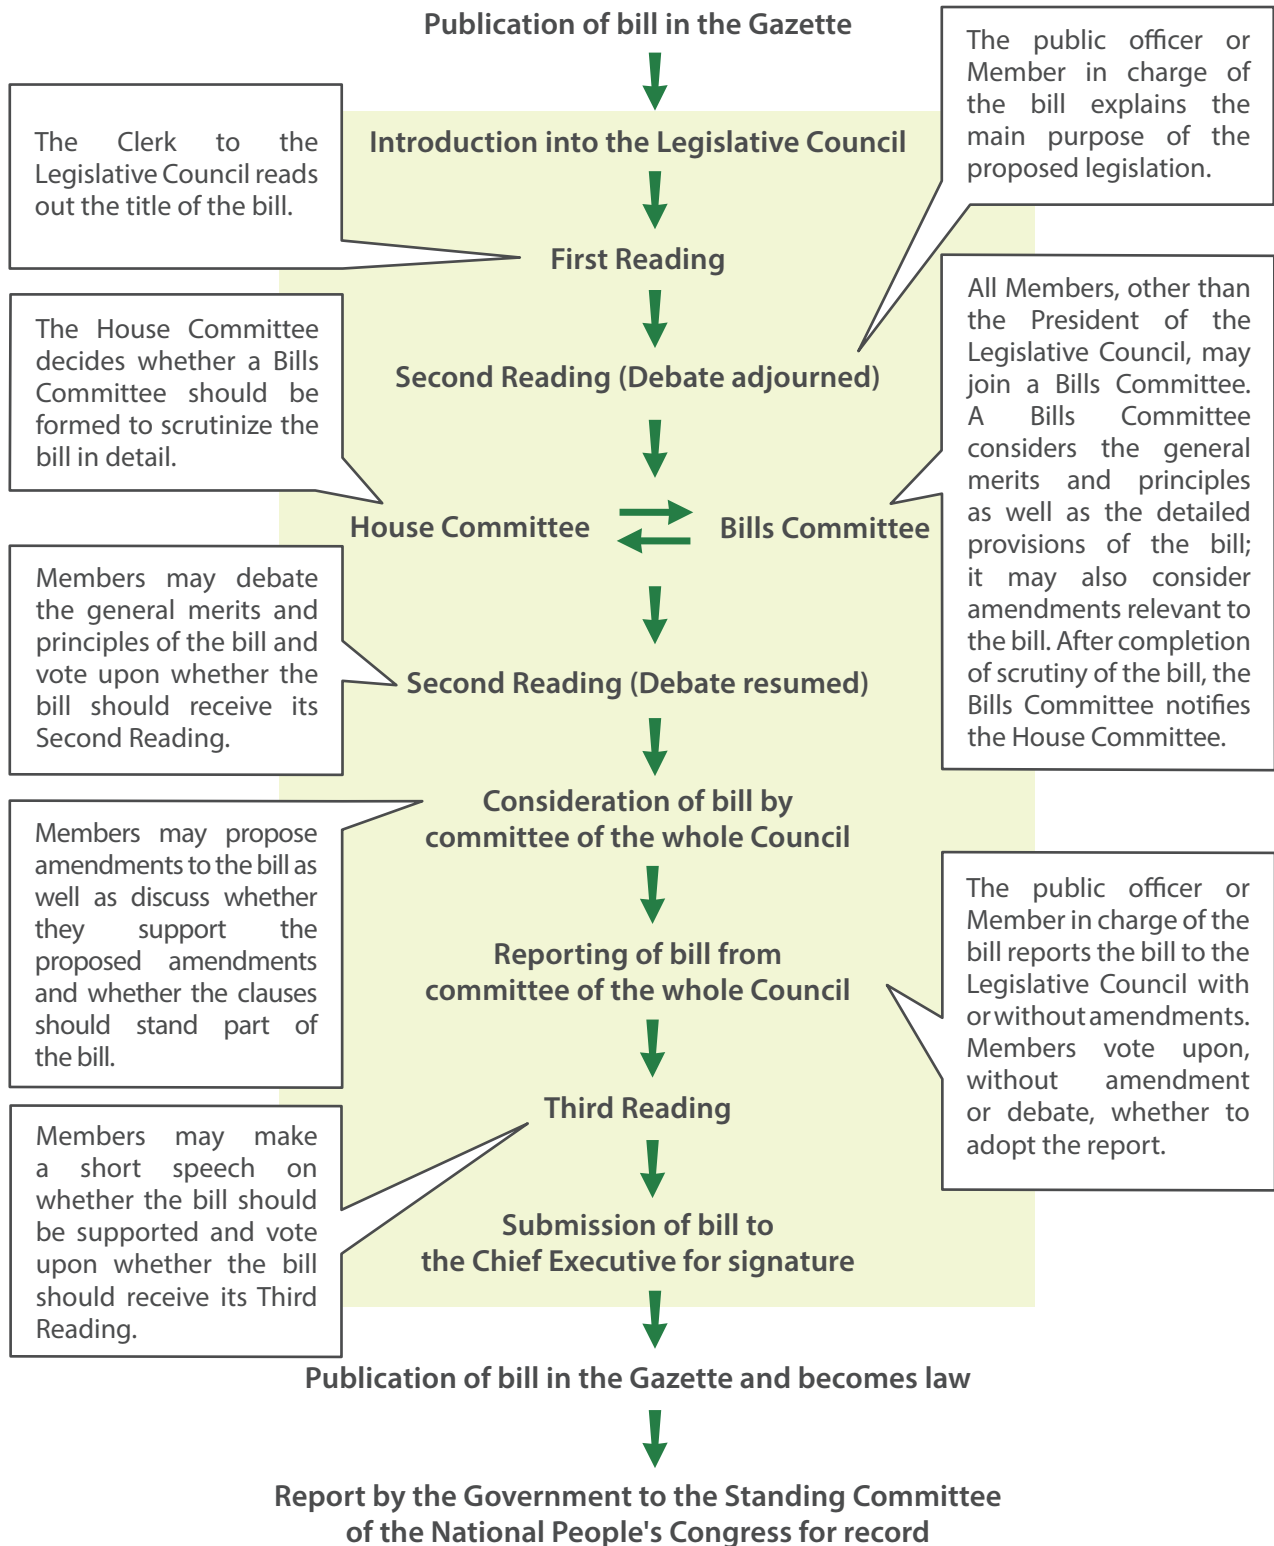 Publication of bill in the Gazette
The public officer or
Member in charge of
the bill explains the
main purpose of the
proposed legislation.
Introduction into the Legislative Council
The Clerk to the
Legislative Council reads
out the title of the bill.
First Reading
The House Committee
decides whether a Bills
Committee should be
formed to scrutinize the
bill in detail.
Second Reading (Debate adjourned)
All Members, other than
the President of the
Legislative Council, may
join a Bills Committee.
A Bills Committee
considers the general
merits and principles
as well as the detailed
provisions of the bill;
it may also consider
amendments relevant to
the bill. After completion
of scrutiny of the bill, the
Bills Committee notifies
the House Committee.
House Committee
Bills Committee
Members may debate
the general merits and
principles of the bill and
vote upon whether the
bill should receive its
Second Reading.
Second Reading (Debate resumed)
Consideration of bill by
committee of the whole Council
Members may propose
amendments to the bill as
well as discuss whether
they support the
proposed amendments
and whether the clauses
should stand part of
the bill.
Reporting of bill from
committee of the whole Council
The public officer or
Member in charge of the
bill reports the bill to the
Legislative Council with
or without amendments.
Members vote upon,
without amendment
or debate, whether to
adopt the report.
Third Reading
Members may make
a short speech on
whether the bill should
be supported and vote
upon whether the bill
should receive its Third
Reading.
Submission of bill to
the Chief Executive for signature
Publication of bill in the Gazette and becomes law
Report by the Government to the Standing Committee
of the National People's Congress for record